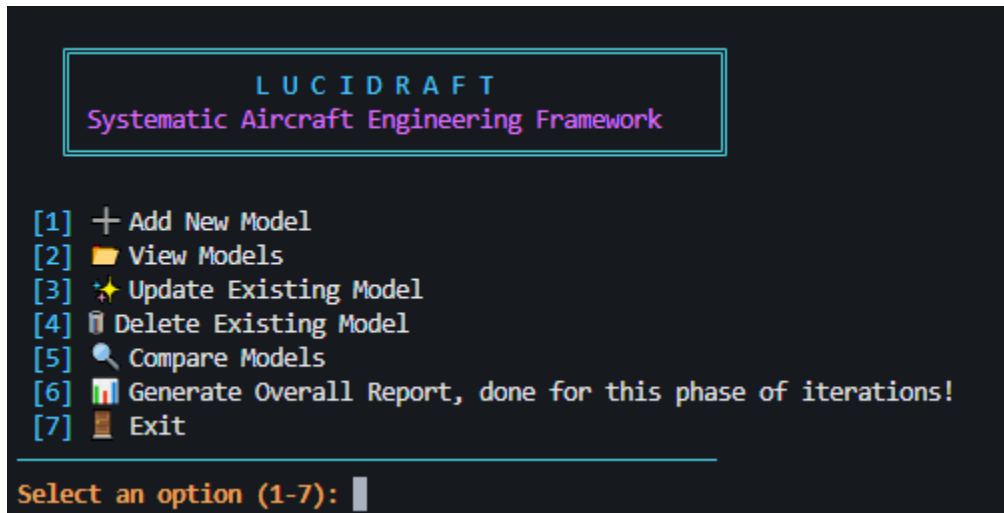 L U C I D R A F T
Systematic Aircraft Engineering Framework
[1] ➕ Add New Model
[2] 📂 View Models
[3] ✨ Update Existing Model
[4] 🗑 Delete Existing Model
[5] 🔍 Compare Models
[6] 📊 Generate Overall Report, done for this phase of iterations!
[7] 🚪 Exit
Select an option (1-7):